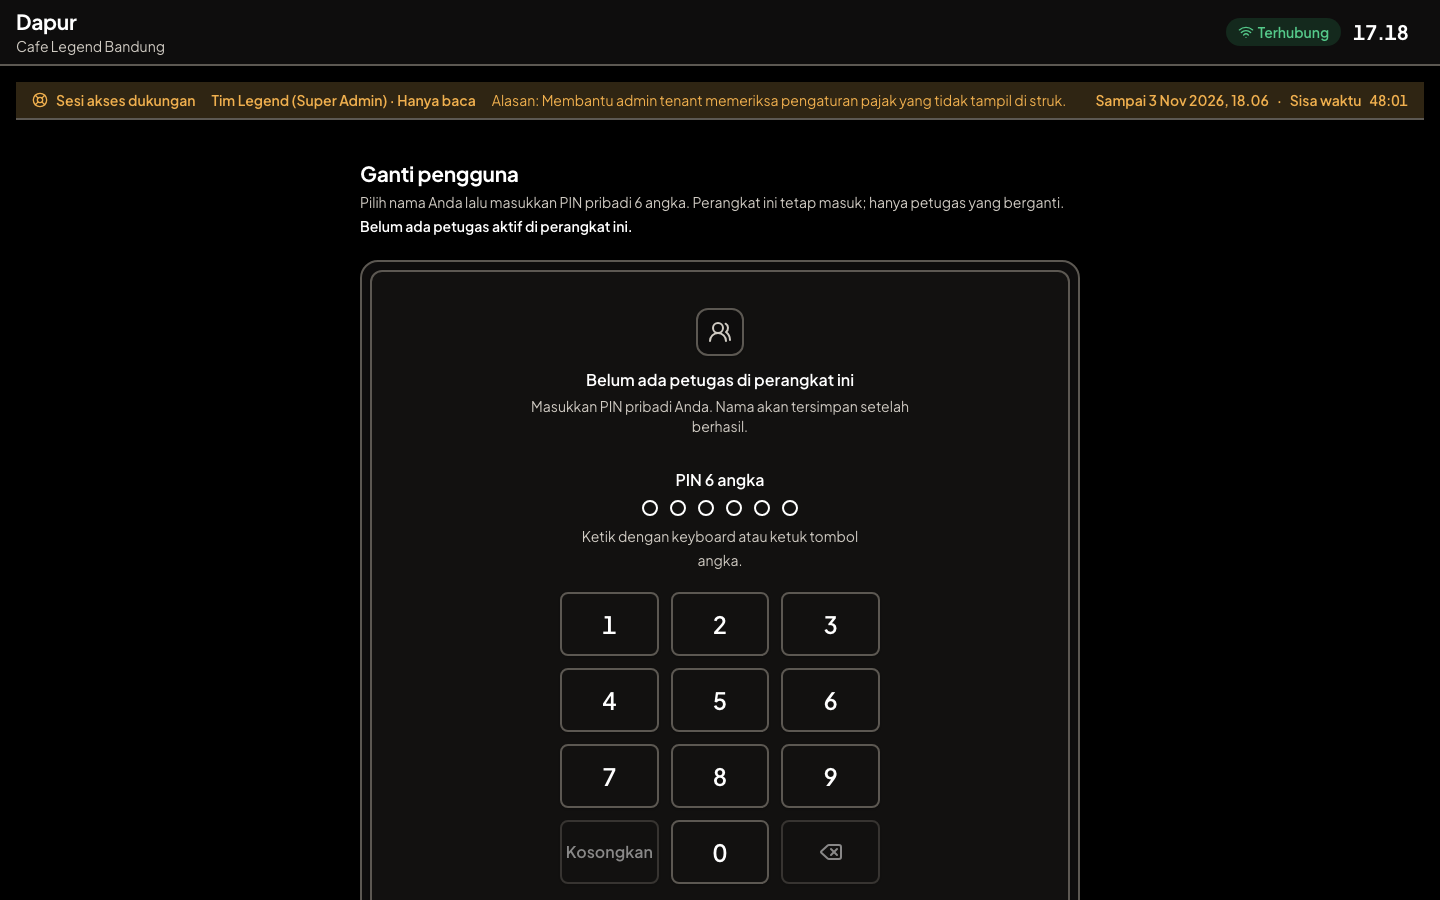 Dapur
Cafe Legend Bandung
Terhubung
17.18
Sesi akses dukungan Tim Legend (Super Admin) · Hanya baca Alasan: Membantu admin tenant memeriksa pengaturan pajak yang tidak tampil di struk. Sampai 3 Nov 2026, 18.06 · Sisa waktu 48:01
Ganti pengguna
Pilih nama Anda lalu masukkan PIN pribadi 6 angka. Perangkat ini tetap masuk; hanya petugas yang berganti.
Belum ada petugas aktif di perangkat ini.
Belum ada petugas di perangkat ini
Masukkan PIN pribadi Anda. Nama akan tersimpan setelah
berhasil.
PIN 6 angka
Ketik dengan keyboard atau ketuk tombol
angka.
1 2 3
4 5 6
7 8 9
Kosongkan 0